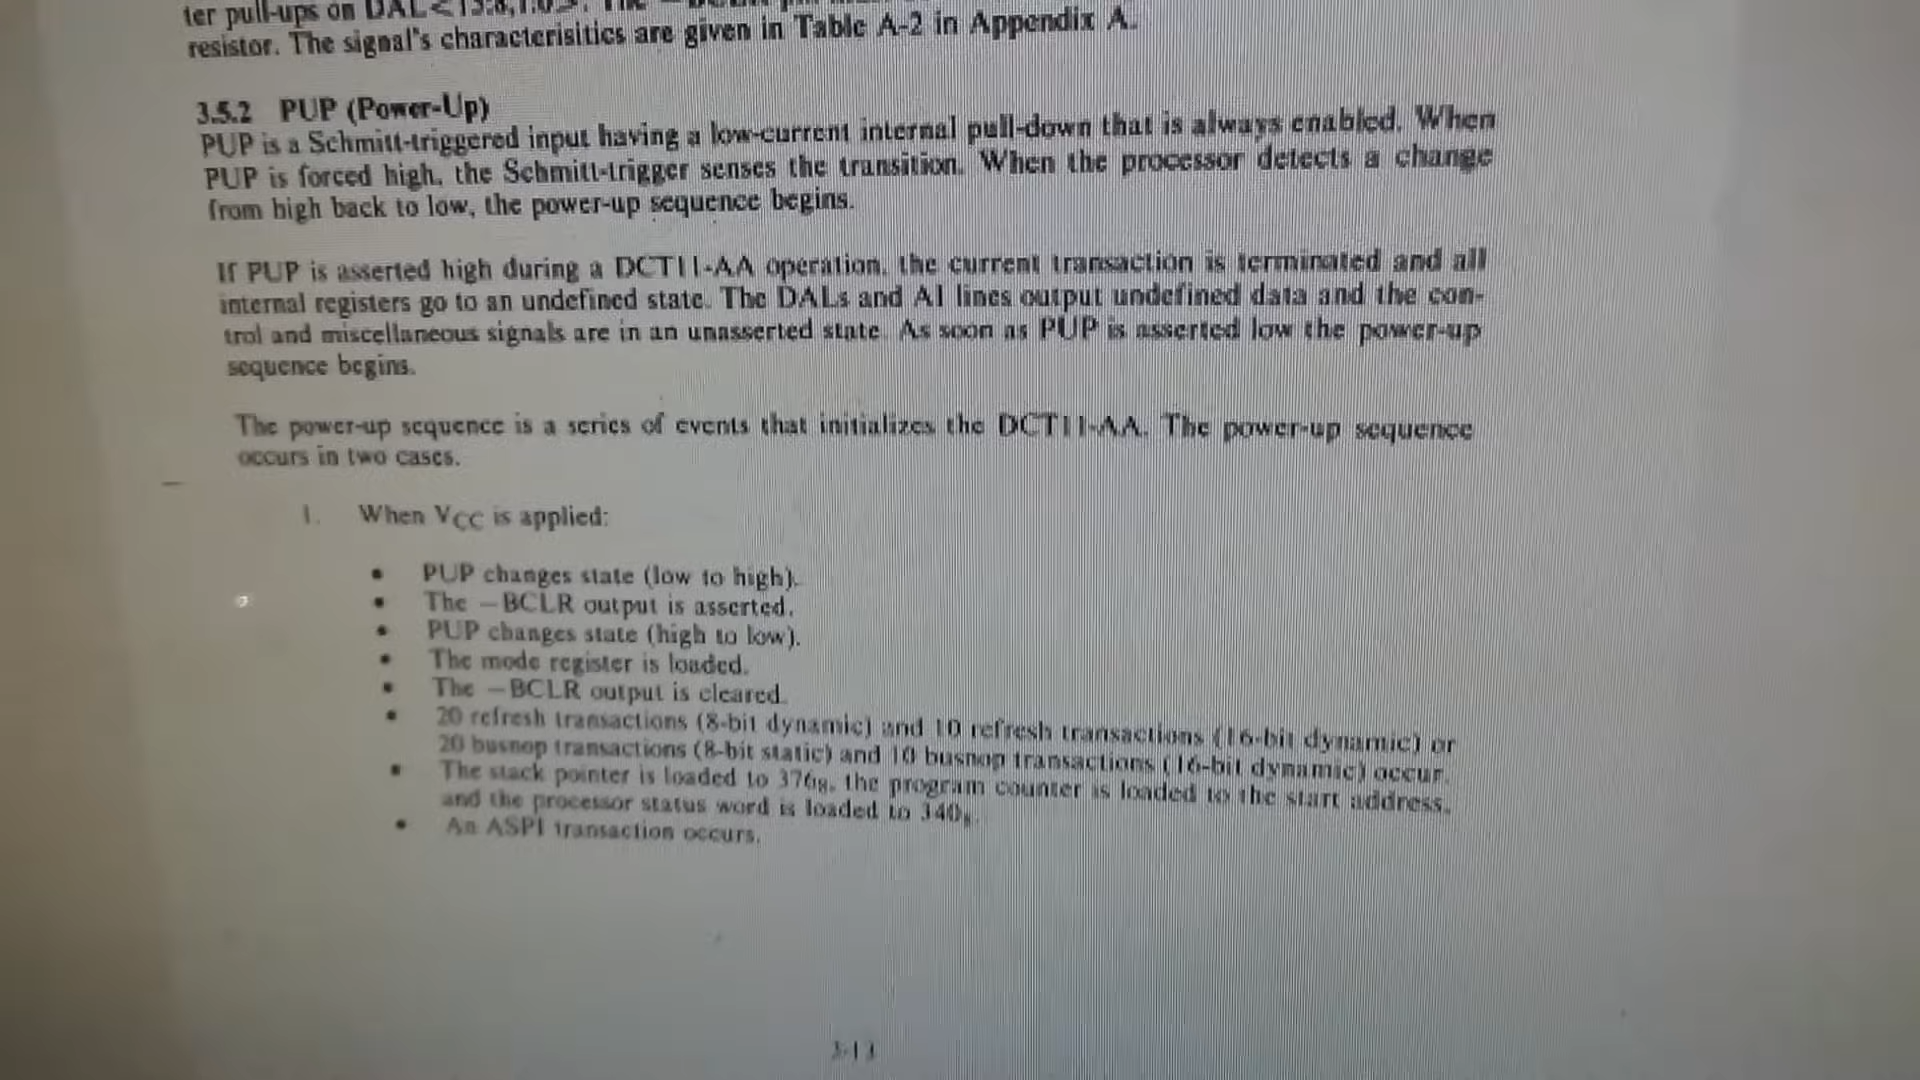 ter pull-ups on DAL
resistor. The signal's characterisitics are given in Table A-2 in Appendix A.
3.5.2 PUP (Power-Up)
PUP is a Schmitt-triggered input having a low-current internal pull-down that is always enabled. When
PUP is forced high, the Schmitt-trigger senses the transition. When the processor detects a change
from high back to low, the power-up sequence begins.
If PUP is asserted high during a DCT11-AA operation, the current transaction is terminated and all
internal registers go to an undefined state. The DALs and AI lines output undefined data and the con-
trol and miscellaneous signals are in an unasserted state. As soon as PUP is asserted low the power-up
sequence begins.
The power-up sequence is a series of events that initializes the DCT11-AA. The power-up sequence
occurs in two cases.
1. When VCC is applied:
• PUP changes state (low to high).
• The −BCLR output is asserted.
• PUP changes state (high to low).
• The mode register is loaded.
• The −BCLR output is cleared.
• 20 refresh transactions (8-bit dynamic) and 10 refresh transactions (16-bit dynamic) or
20 busnop transactions (8-bit static) and 10 busnop transactions (16-bit dynamic) occur.
• The stack pointer is loaded to 376₈, the program counter is loaded to the start address,
and the processor status word is loaded to 340₈.
• An ASPI transaction occurs.
3-13